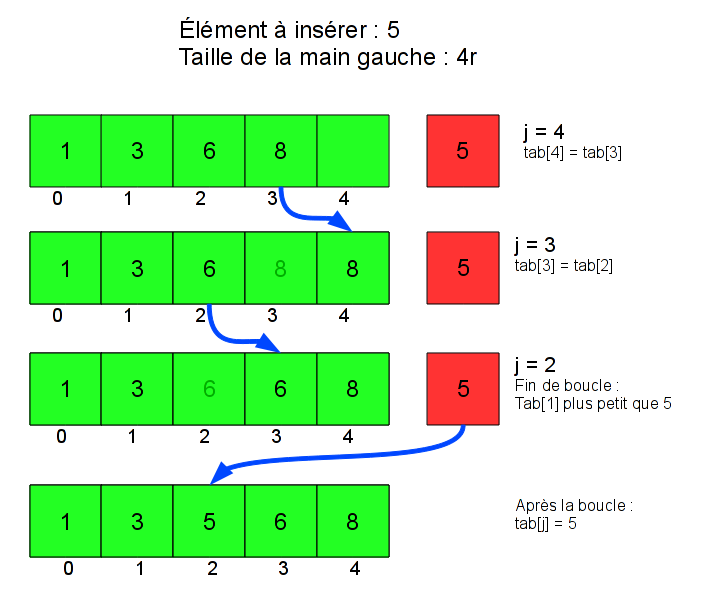 Élément à insérer : 5
Taille de la main gauche : 4r
1 3 6 8 5
j = 4
tab[4] = tab[3]
0 1 2 3 4
1 3 6 8 8 5
j = 3
tab[3] = tab[2]
0 1 2 3 4
1 3 6 6 8 5
j = 2
Fin de boucle :
Tab[1] plus petit que 5
0 1 2 3 4
1 3 5 6 8
Après la boucle :
tab[j] = 5
0 1 2 3 4